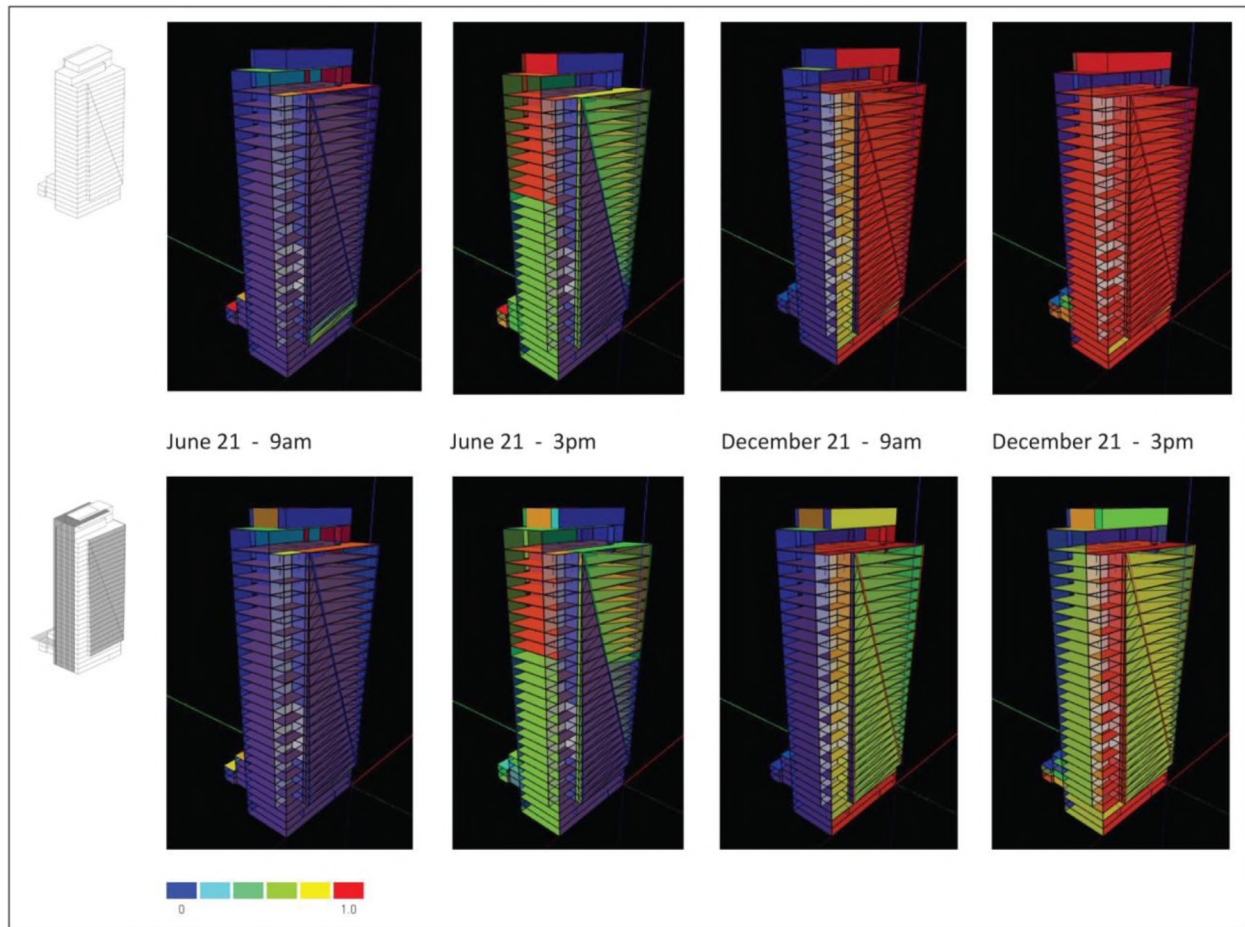 June 21 - 9am
June 21 - 3pm
December 21 - 9am
December 21 - 3pm
0
1.0